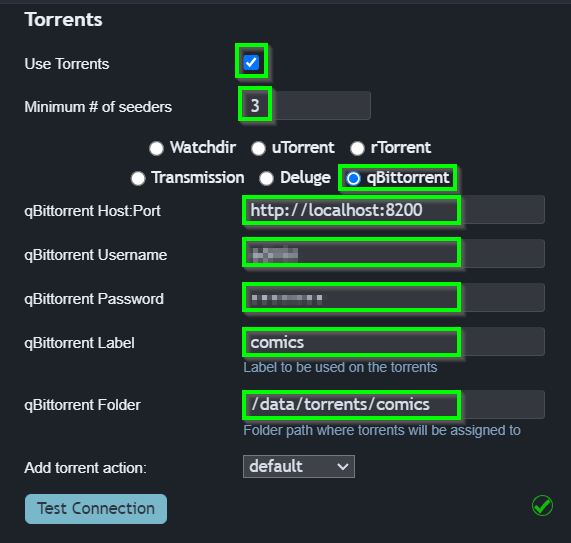 Torrents
Use Torrents
Minimum # of seeders 3
Watchdir uTorrent rTorrent
Transmission Deluge qBittorrent
qBittorrent Host:Port http://localhost:8200
qBittorrent Username
qBittorrent Password
qBittorrent Label comics
Label to be used on the torrents
qBittorrent Folder /data/torrents/comics
Folder path where torrents will be assigned to
Add torrent action: default
Test Connection